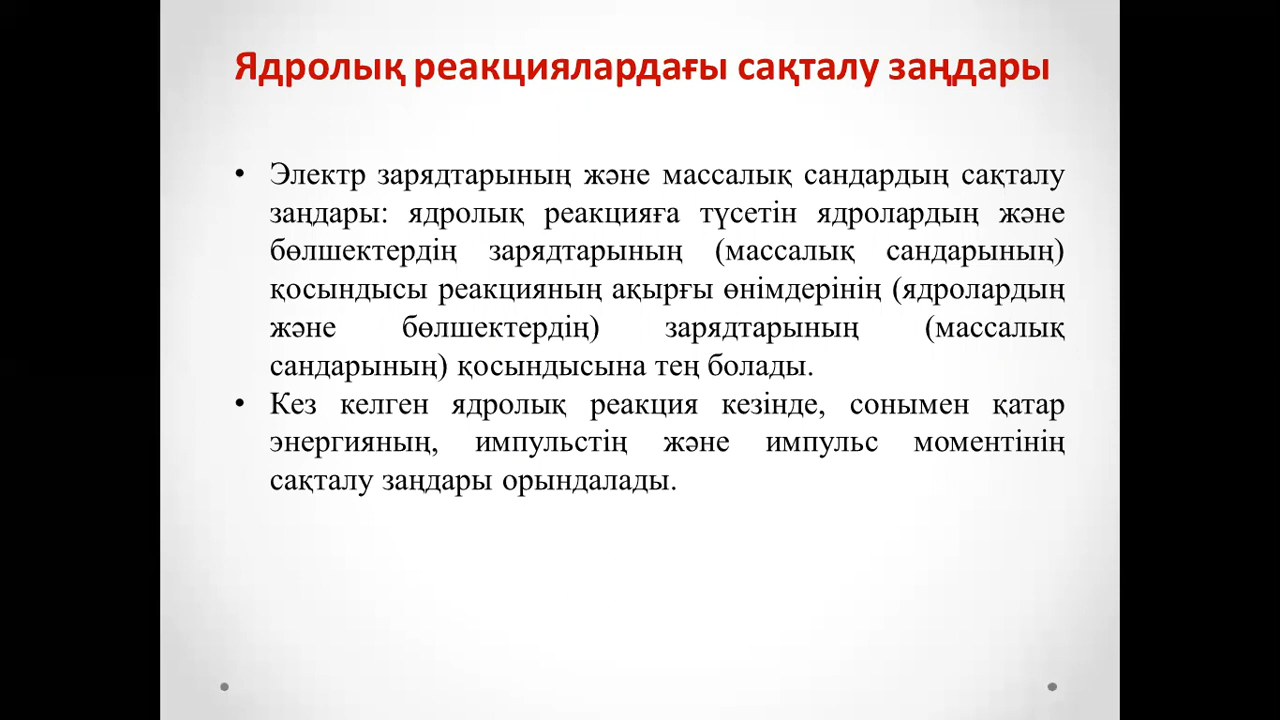 Ядролық реакциялардағы сақталу заңдары
• Электр зарядтарының және массалық сандардың сақталу
заңдары: ядролық реакцияға түсетін ядролардың және
бөлшектердің зарядтарының (массалық сандарының)
қосындысы реакцияның ақырғы өнімдерінің (ядролардың
және бөлшектердің) зарядтарының (массалық
сандарының) қосындысына тең болады.
• Кез келген ядролық реакция кезінде, сонымен қатар
энергияның, импульстің және импульс моментінің
сақталу заңдары орындалады.